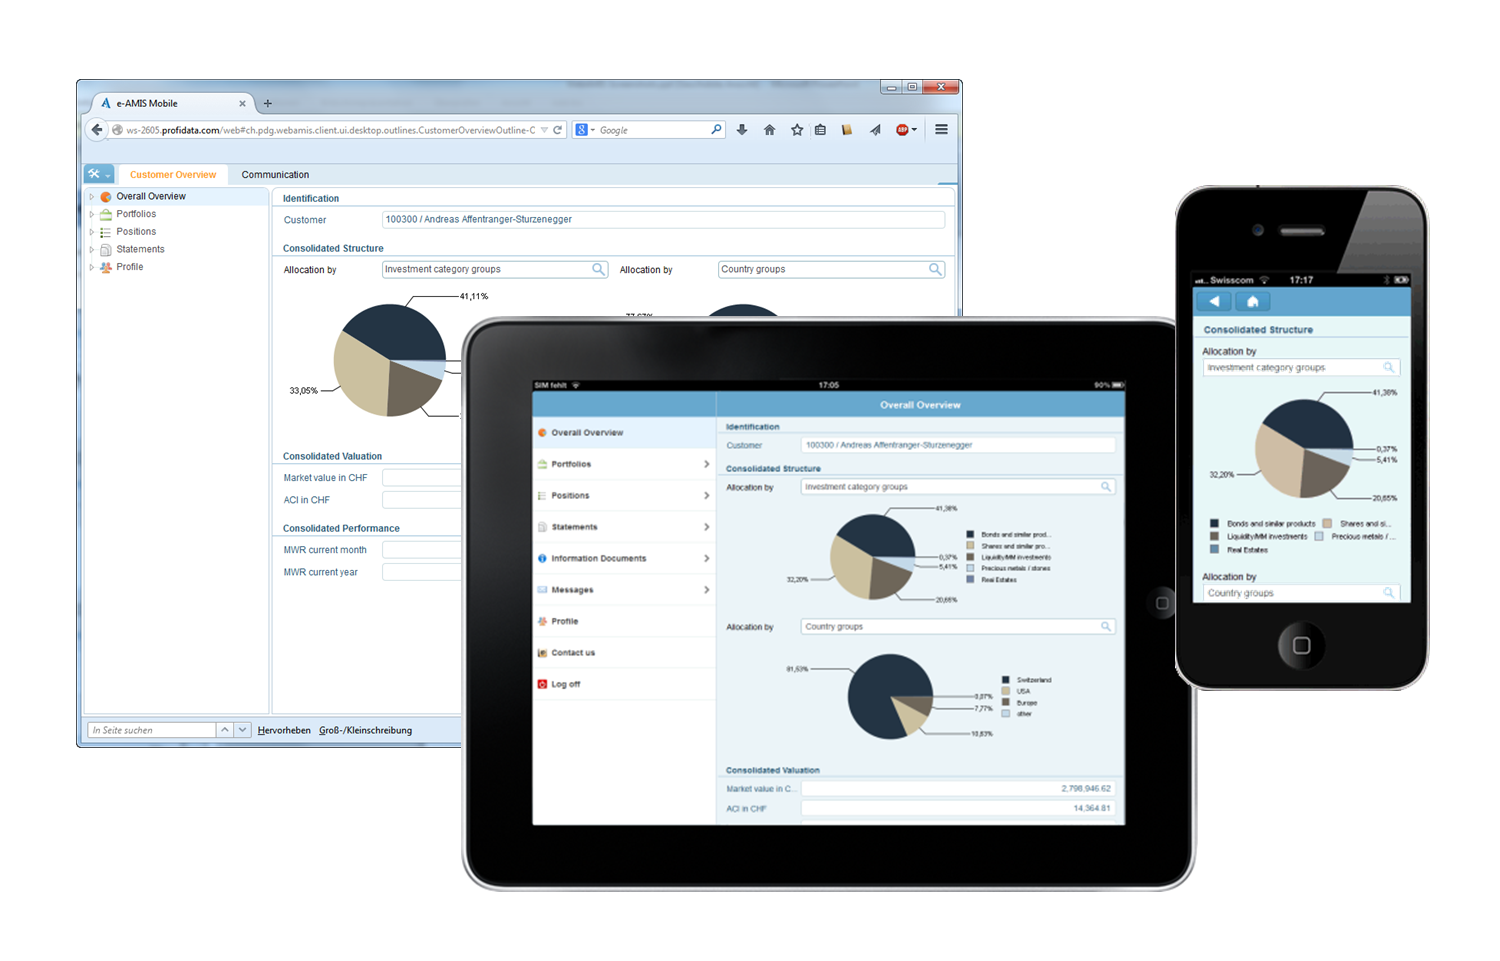 e-AMIS Mobile
ws-2605.profidata.com/web#ch.pdg.webamis.client.ui.desktop.outlines.CustomerOverviewOutline-C
Google
ABP
Customer Overview
Communication
Overall Overview
Portfolios
Positions
Statements
Profile
Identification
Customer
100300 / Andreas Affentranger-Sturzenegger
Consolidated Structure
Allocation by
Investment category groups
Allocation by
Country groups
41,11%
33,05%
Consolidated Valuation
Market value in CHF
ACI in CHF
Consolidated Performance
MWR current month
MWR current year
In Seite suchen
Hervorheben
Groß-/Kleinschreibung
SIM fehlt
17:05
90%
Overall Overview
Overall Overview
Portfolios
Positions
Statements
Information Documents
Messages
Profile
Contact us
Log off
Identification
Customer
100300 / Andreas Affentranger-Sturzenegger
Consolidated Structure
Allocation by
Investment category groups
41,38%
0,37%
5,41%
32,20%
20,65%
Bonds and similar prod...
Shares and similar pro...
Liquidity/MM investments
Precious metals / stones
Real Estates
Allocation by
Country groups
81,53%
7,77%
10,63%
Switzerland
USA
Europe
other
Consolidated Valuation
Market value in C...
2,798,946.62
ACI in CHF
14,364.81
Swisscom
17:17
Consolidated Structure
Allocation by
Investment category groups
41,38%
0,37%
5,41%
32,20%
20,65%
Bonds and similar products
Shares and si...
Liquidity/MM investments
Precious metals / ...
Real Estates
Allocation by
Country groups